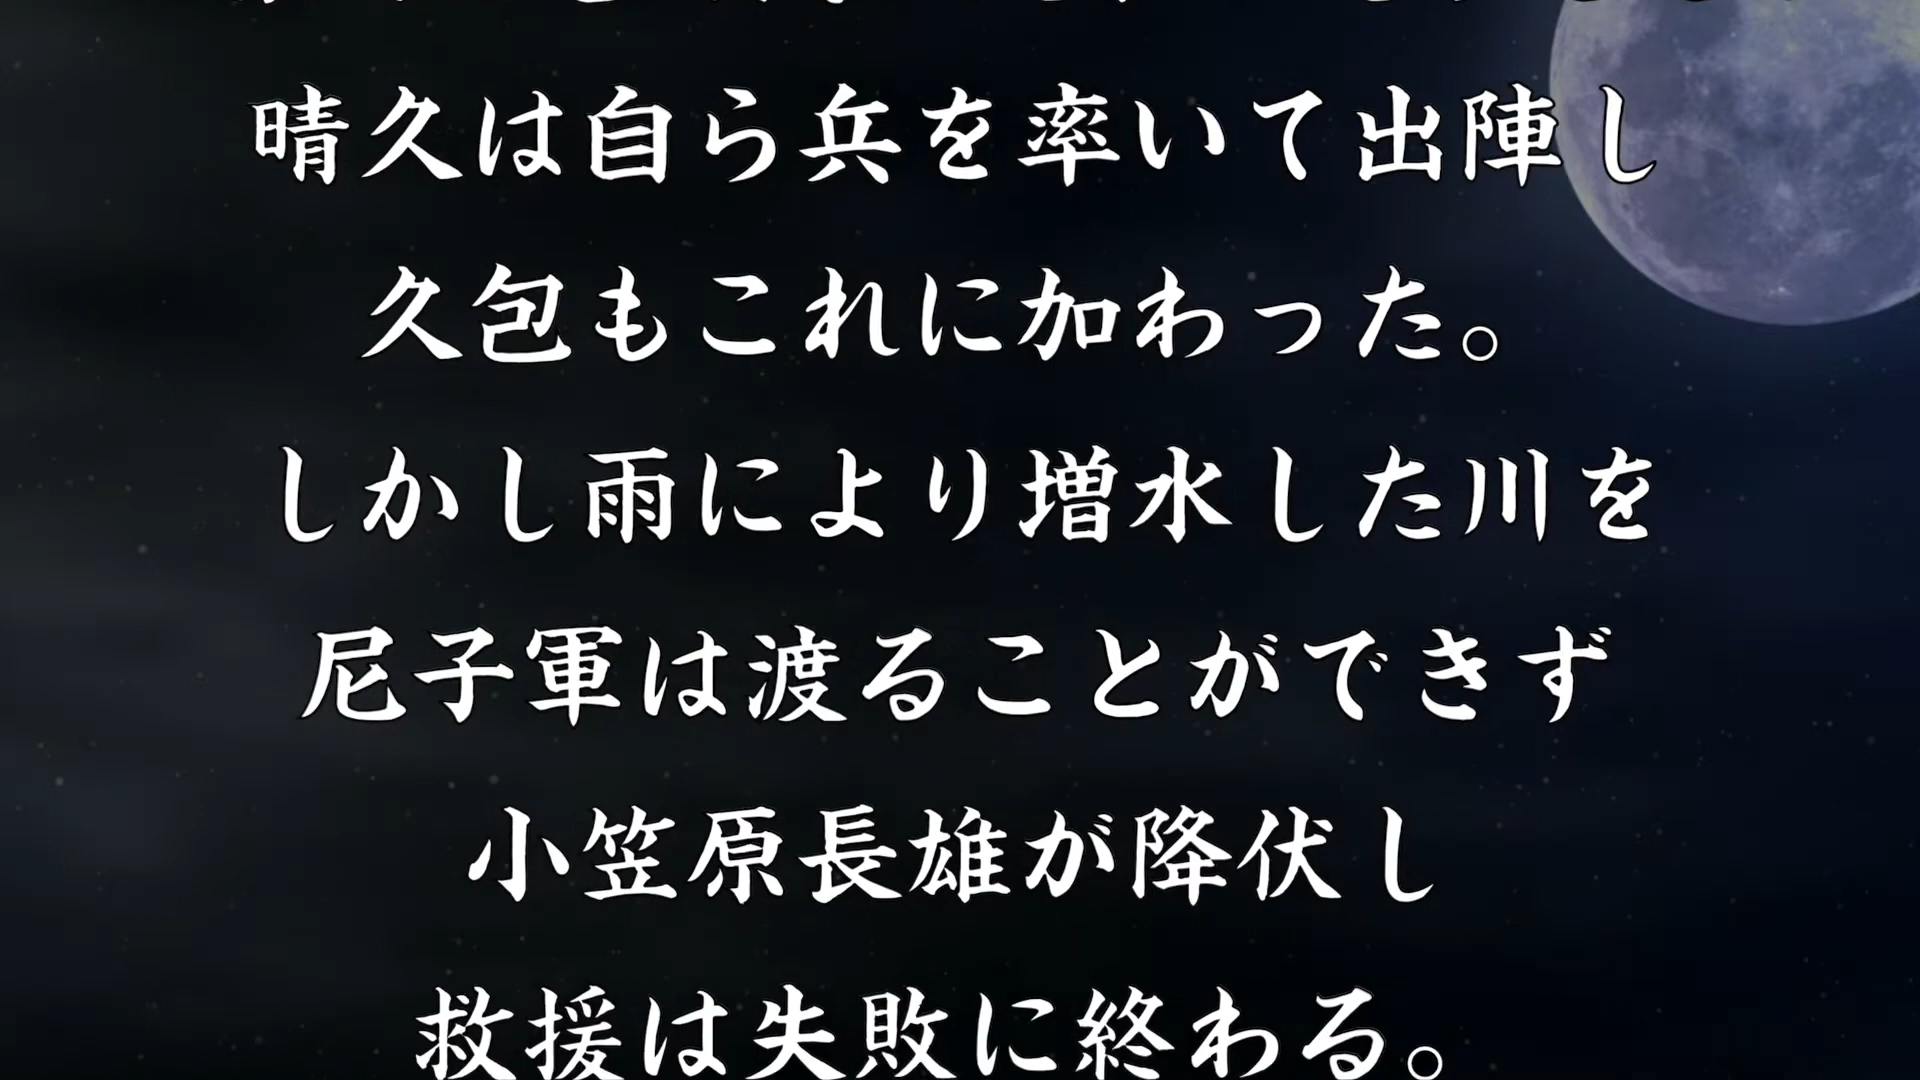 晴久は自ら兵を率いて出陣し
久包もこれに加わった。
しかし雨により増水した川を
尼子軍は渡ることができず
小笠原長雄が降伏し
救援は失敗に終わる。